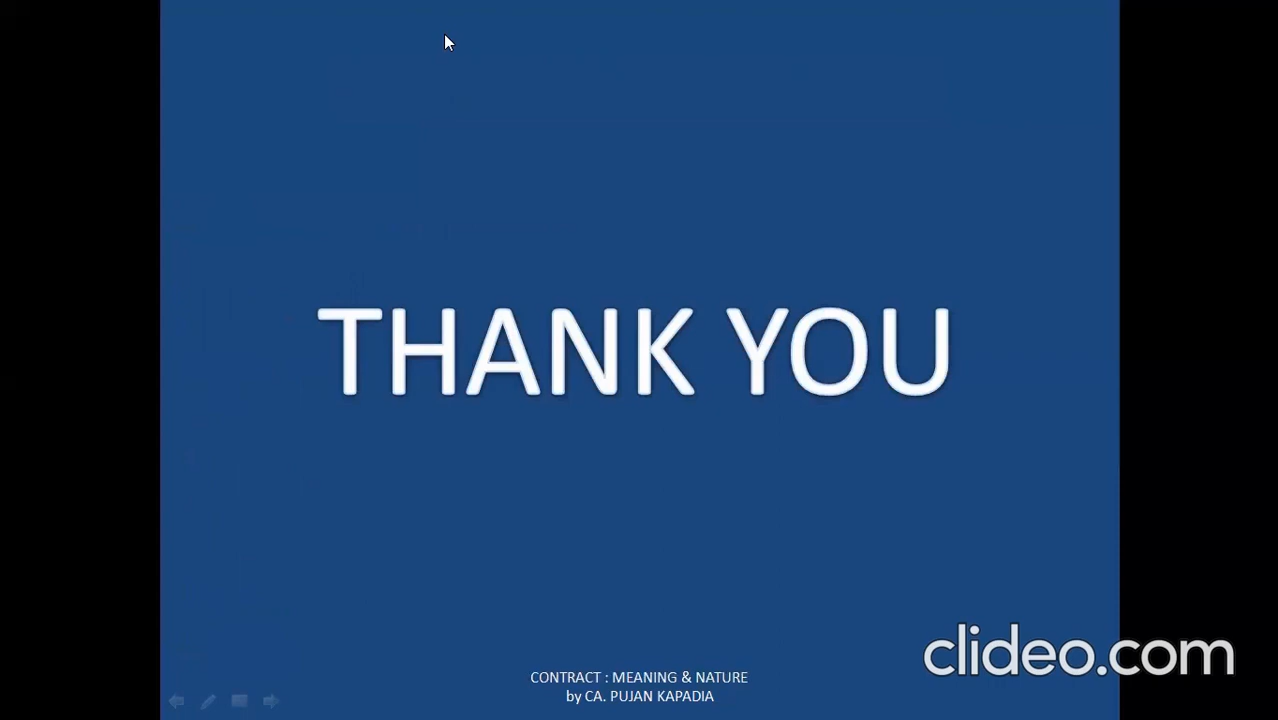 THANK YOU
CONTRACT : MEANING & NATURE
by CA. PUJAN KAPADIA
clideo.com